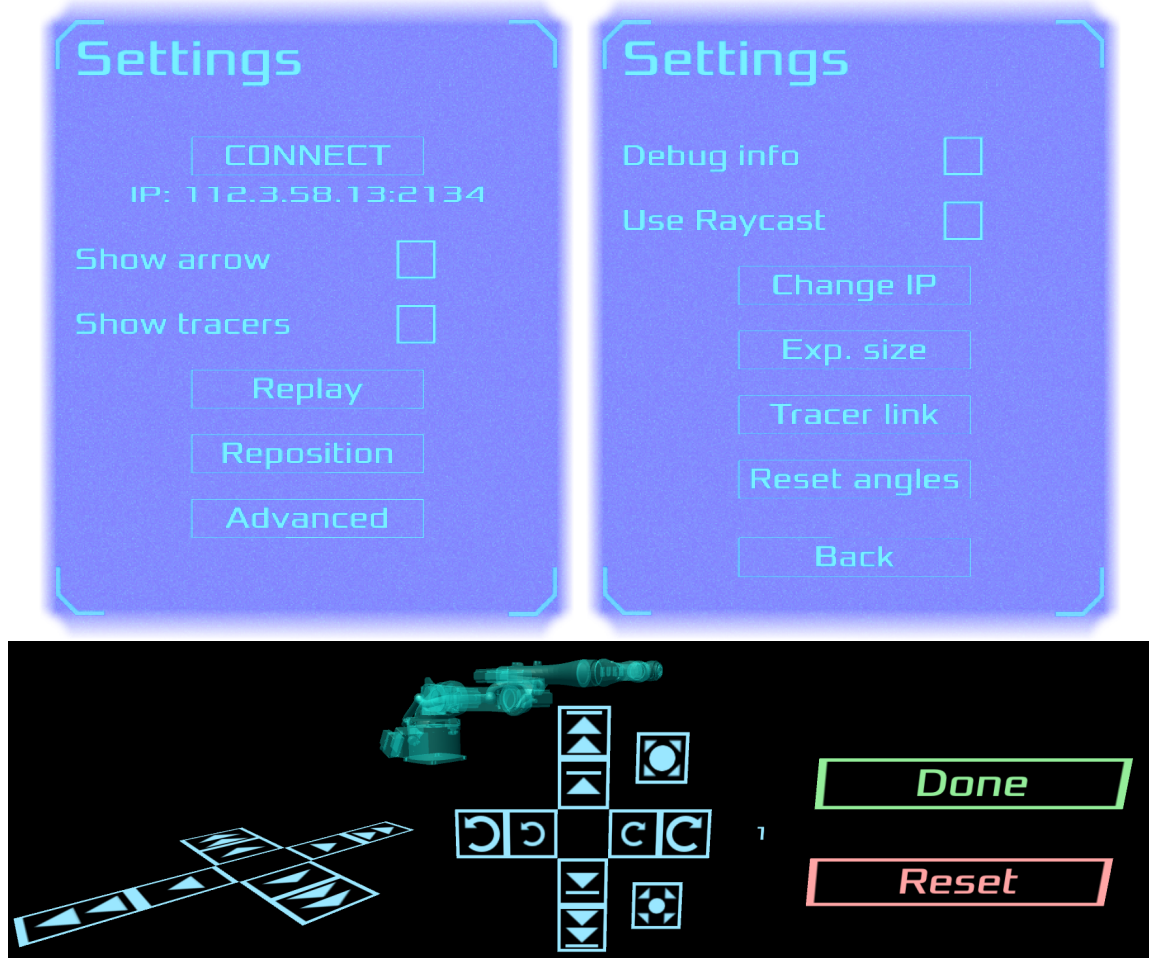 Settings
CONNECT
IP: 112.3.58.13:2134
Show arrow
Show tracers
Replay
Reposition
Advanced
Settings
Debug info
Use Raycast
Change IP
Exp. size
Tracer link
Reset angles
Back
1
Done
Reset